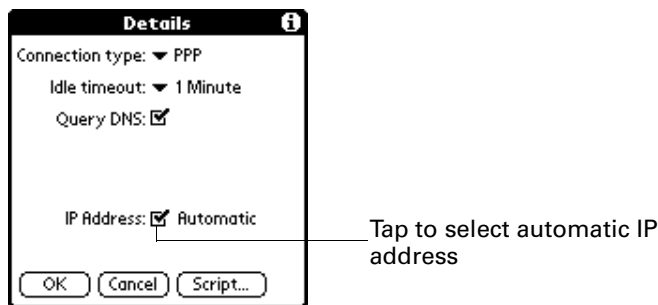 Details i
Connection type: PPP
Idle timeout: 1 Minute
Query DNS:
IP Address: Automatic
Tap to select automatic IP
address
OK Cancel Script...